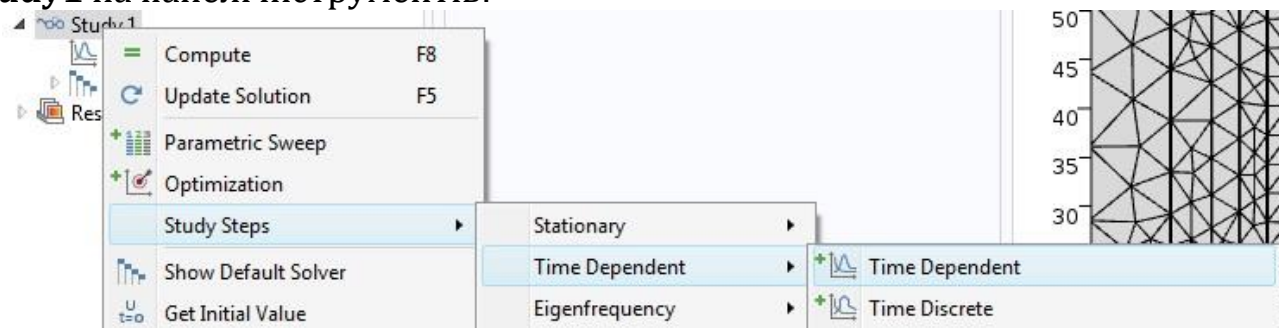 Study 1
Compute F8
Update Solution F5
Res
Parametric Sweep
Optimization
Study Steps
Stationary
Show Default Solver
Time Dependent
Time Dependent
Get Initial Value
Eigenfrequency
Time Discrete
50
45
40
35
30